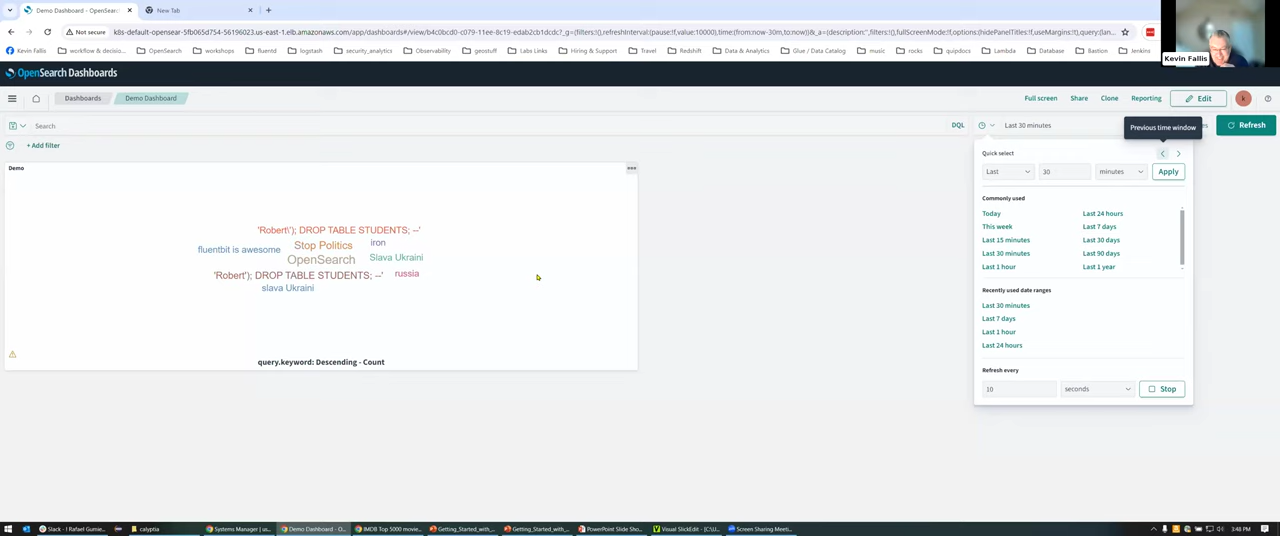 Demo Dashboard - OpenSearch
New Tab
Not secure
k8s-default-opensear-5fb065d754-56196023.us-east-1.elb.amazonaws.com/app/dashboards#/view/b4c0bcd0-c079-11ee-8c19-edab2cb1dcdc?_g=(filters:!(),refreshInterval:(pause:!f,value:10000),time:(from:now-30m,to:now))&_a=(description:'',filters:!(),fullScreenMode:!f,options:(hidePanelTitles:!f,useMargins:!t),query:(lan...
Kevin Fallis
workflow & decision...
OpenSearch
workshops
fluentd
logstash
security_analytics
Observability
geostuff
Labs Links
Hiring & Support
Travel
Redshift
Data & Analytics
Glue / Data Catalog
music
rocks
quipdocs
Lambda
Database
Bastion
Jenkins
Kevin Fallis
OpenSearch Dashboards
Dashboards
Demo Dashboard
Full screen
Share
Clone
Reporting
Edit
k
Search
DQL
Last 30 minutes
Previous time window
Refresh
+ Add filter
Quick select
Last
30
minutes
Apply
Demo
Commonly used
Today
Last 24 hours
This week
Last 7 days
Last 15 minutes
Last 30 days
Last 30 minutes
Last 90 days
Last 1 hour
Last 1 year
'Robert\'); DROP TABLE STUDENTS; --'
iron
Stop Politics
fluentbit is awesome
OpenSearch
Slava Ukraini
'Robert'); DROP TABLE STUDENTS; --'
russia
slava Ukraini
Recently used date ranges
Last 30 minutes
Last 7 days
Last 1 hour
Last 24 hours
query.keyword: Descending - Count
Refresh every
10
seconds
Stop
Slack - ! Rafael Gumie...
calyptia
Systems Manager | us...
Demo Dashboard - O...
IMDB Top 5000 movie...
Getting_Started_with_...
Getting_Started_with_...
PowerPoint Slide Sho...
Visual SlickEdit - [C:\U...
Screen Sharing Meeti...
3:48 PM